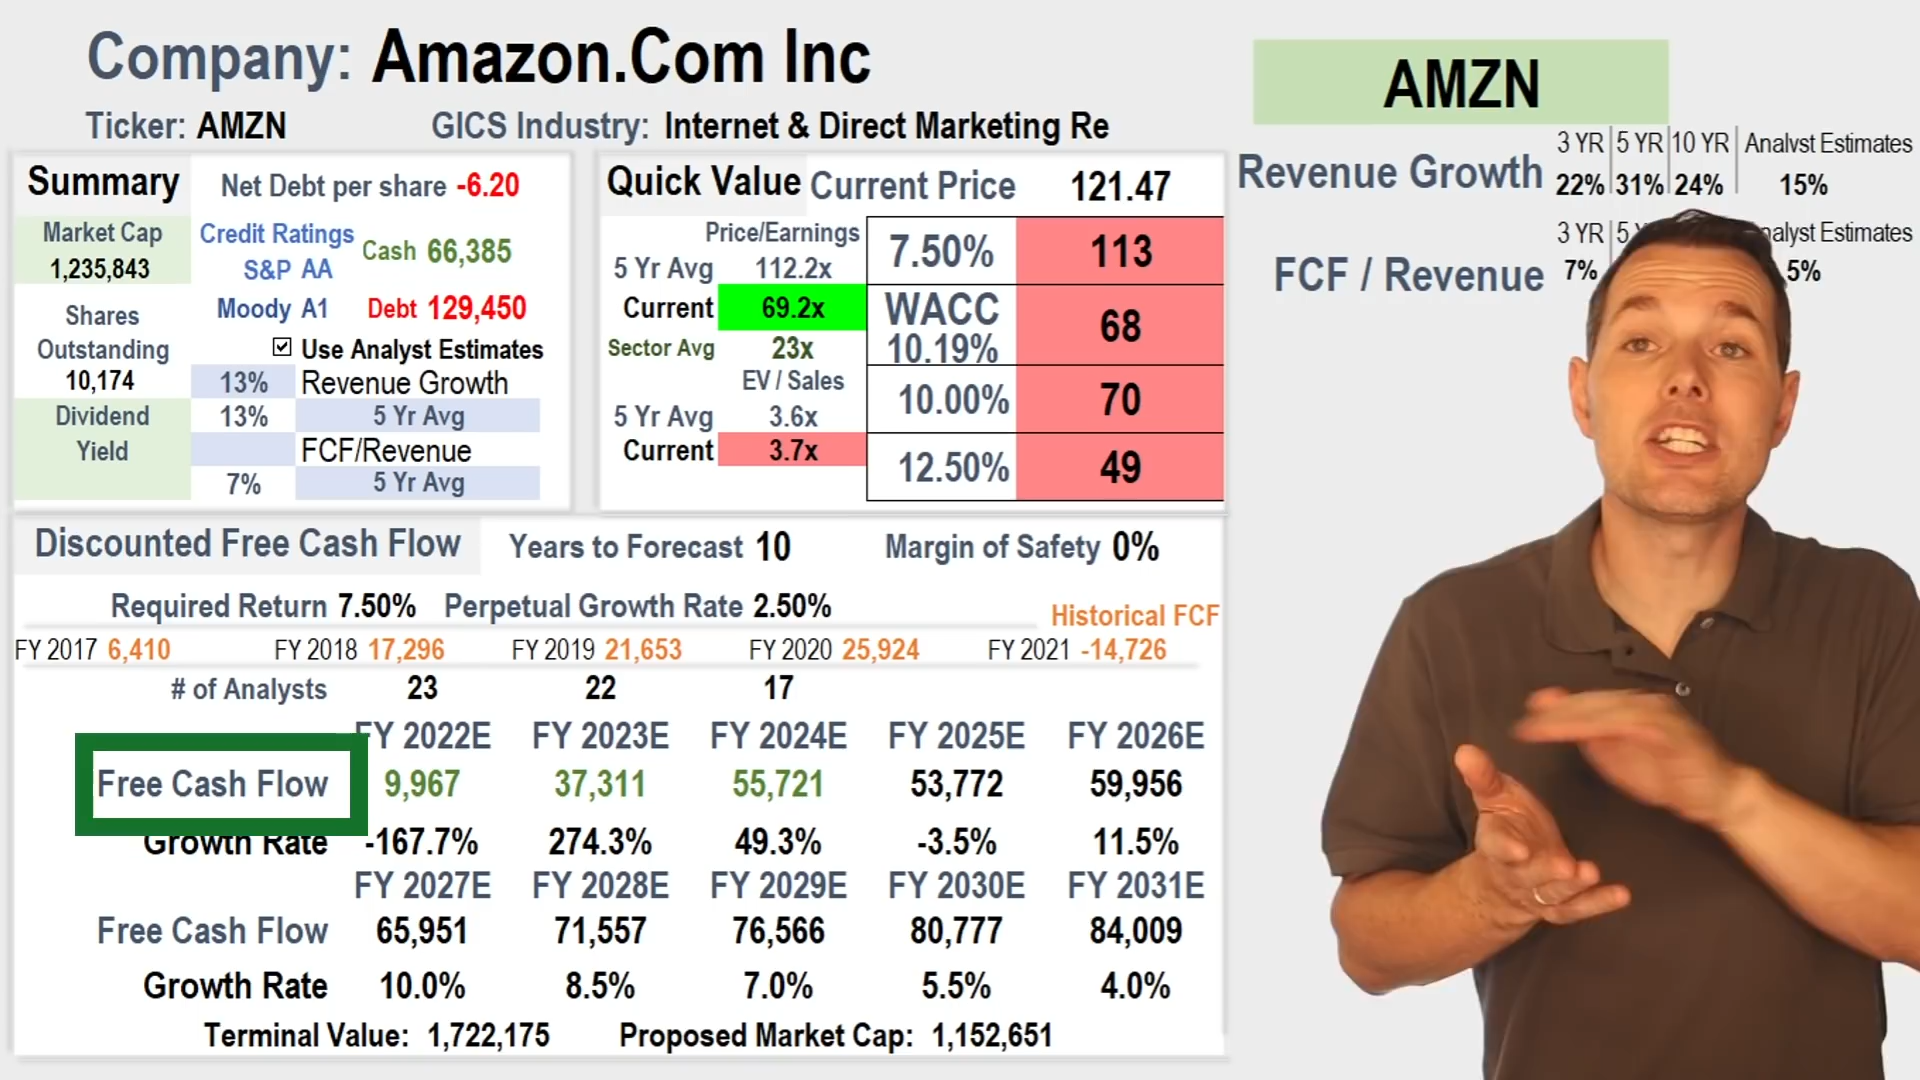 Company: Amazon.Com Inc
Ticker: AMZN GICS Industry: Internet & Direct Marketing Re
Summary Net Debt per share -6.20
Market Cap
1,235,843
Credit Ratings
S&P AA
Moody A1
Cash 66,385
Debt 129,450
Shares
Outstanding
10,174
Use Analyst Estimates
13% Revenue Growth
13% 5 Yr Avg
Dividend
Yield
FCF/Revenue
7% 5 Yr Avg
Quick Value Current Price 121.47
Price/Earnings
5 Yr Avg 112.2x
Current 69.2x
Sector Avg 23x
EV / Sales
5 Yr Avg 3.6x
Current 3.7x
7.50% 113
WACC
10.19% 68
10.00% 70
12.50% 49
Discounted Free Cash Flow Years to Forecast 10 Margin of Safety 0%
Required Return 7.50% Perpetual Growth Rate 2.50%
Historical FCF
FY 2017 6,410 FY 2018 17,296 FY 2019 21,653 FY 2020 25,924 FY 2021 -14,726
# of Analysts 23 22 17
FY 2022E FY 2023E FY 2024E FY 2025E FY 2026E
Free Cash Flow 9,967 37,311 55,721 53,772 59,956
Growth Rate -167.7% 274.3% 49.3% -3.5% 11.5%
FY 2027E FY 2028E FY 2029E FY 2030E FY 2031E
Free Cash Flow 65,951 71,557 76,566 80,777 84,009
Growth Rate 10.0% 8.5% 7.0% 5.5% 4.0%
Terminal Value: 1,722,175 Proposed Market Cap: 1,152,651
AMZN
3 YR 5 YR 10 YR Analyst Estimates
Revenue Growth 22% 31% 24% 15%
3 YR 5 Estimates
FCF / Revenue 7% 5%